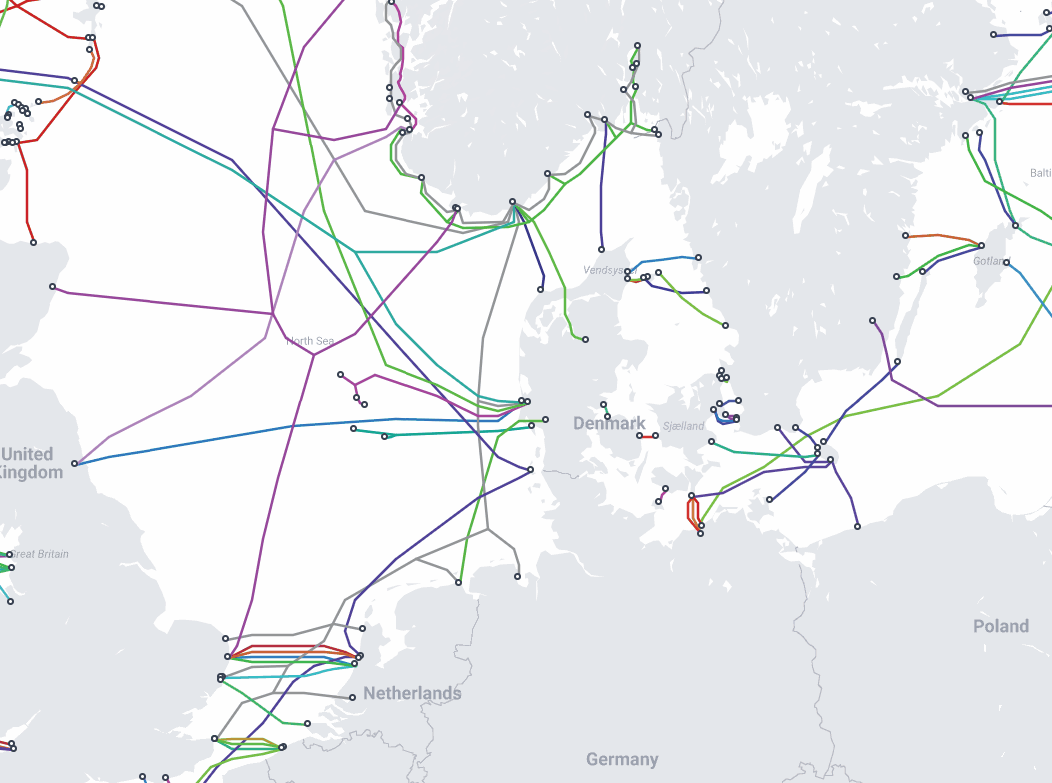 Balti
Gotland
Vendsyssel
North Sea
Denmark
Sjælland
United
Kingdom
Great Britain
Poland
Netherlands
Germany